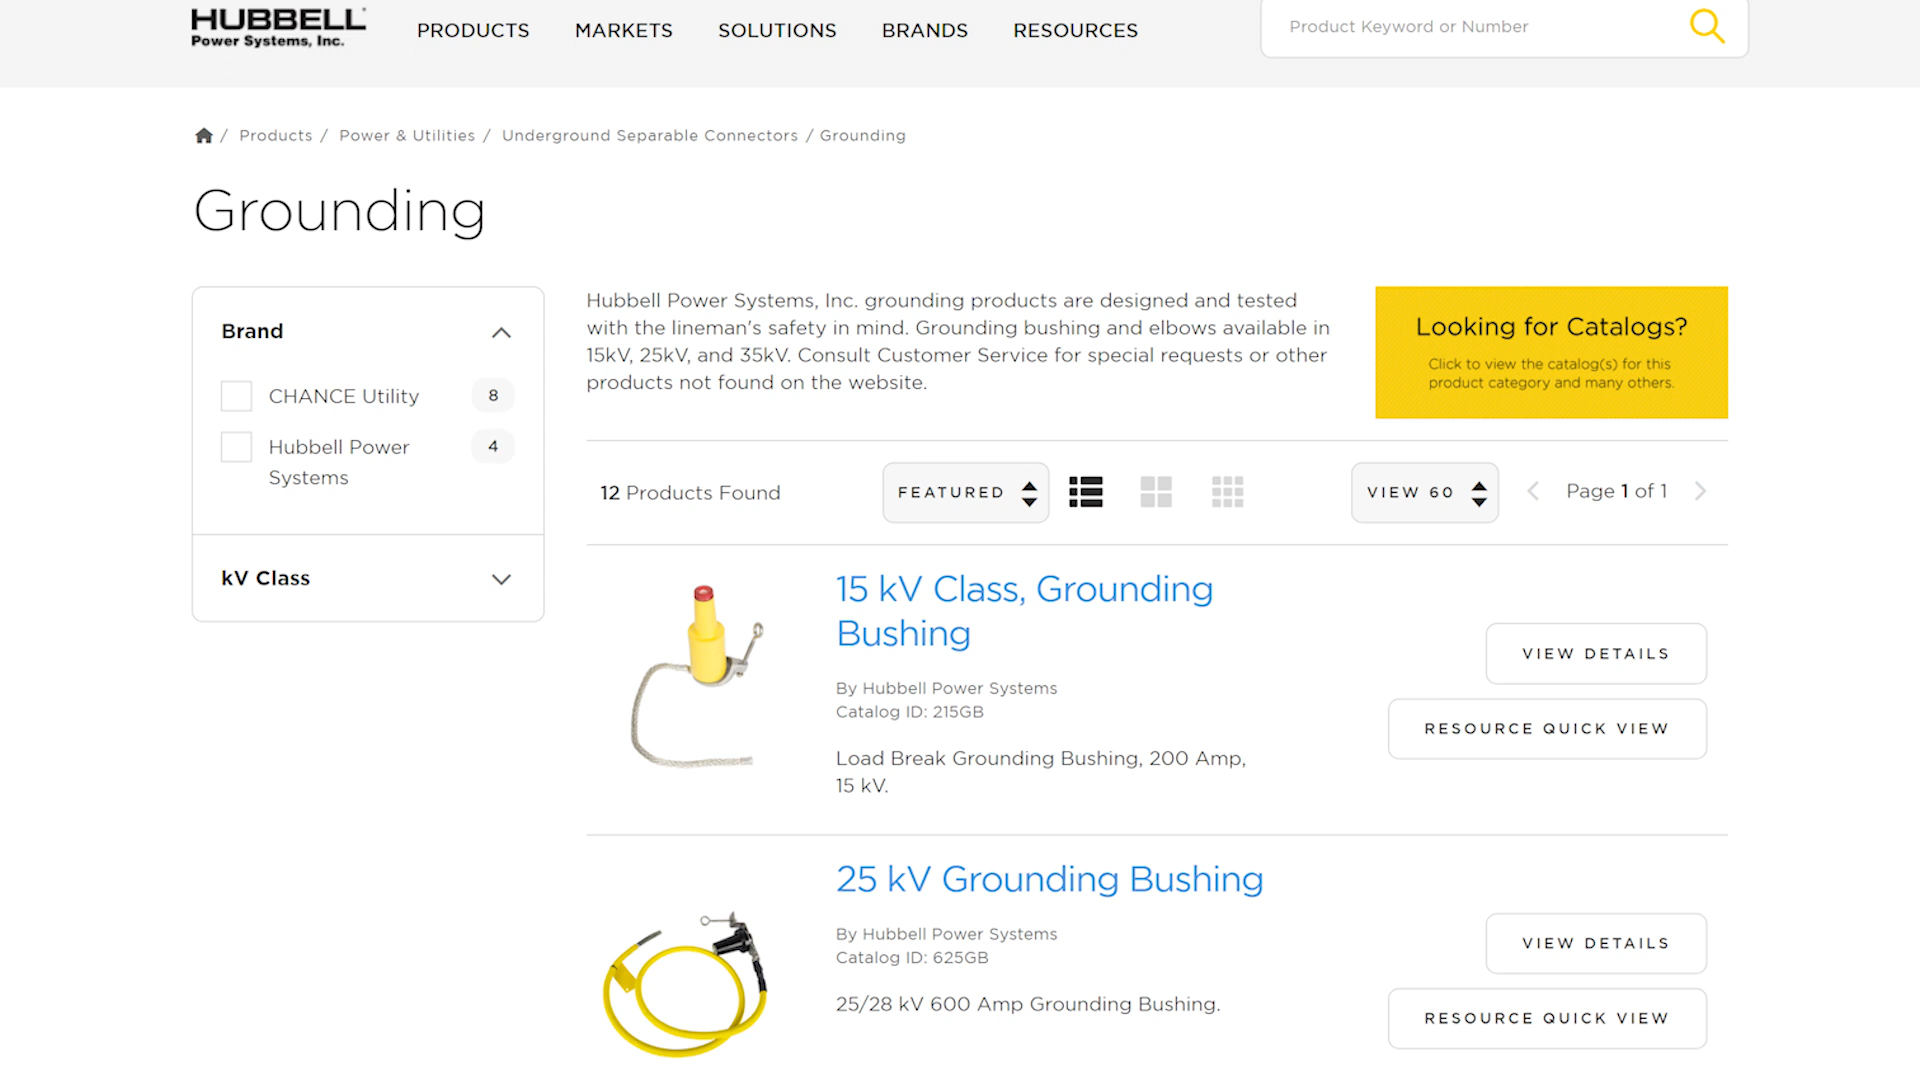 HUBBELL
Power Systems, Inc.
PRODUCTS
MARKETS
SOLUTIONS
BRANDS
RESOURCES
Product Keyword or Number
/ Products / Power & Utilities / Underground Separable Connectors / Grounding
Grounding
Brand
CHANCE Utility 8
Hubbell Power 4
Systems
kV Class
Hubbell Power Systems, Inc. grounding products are designed and tested
with the lineman's safety in mind. Grounding bushing and elbows available in
15kV, 25kV, and 35kV. Consult Customer Service for special requests or other
products not found on the website.
Looking for Catalogs?
Click to view the catalog(s) for this
product category and many others.
12 Products Found
FEATURED
VIEW 60
Page 1 of 1
15 kV Class, Grounding
Bushing
By Hubbell Power Systems
Catalog ID: 215GB
Load Break Grounding Bushing, 200 Amp,
15 kV.
VIEW DETAILS
RESOURCE QUICK VIEW
25 kV Grounding Bushing
By Hubbell Power Systems
Catalog ID: 625GB
25/28 kV 600 Amp Grounding Bushing.
VIEW DETAILS
RESOURCE QUICK VIEW